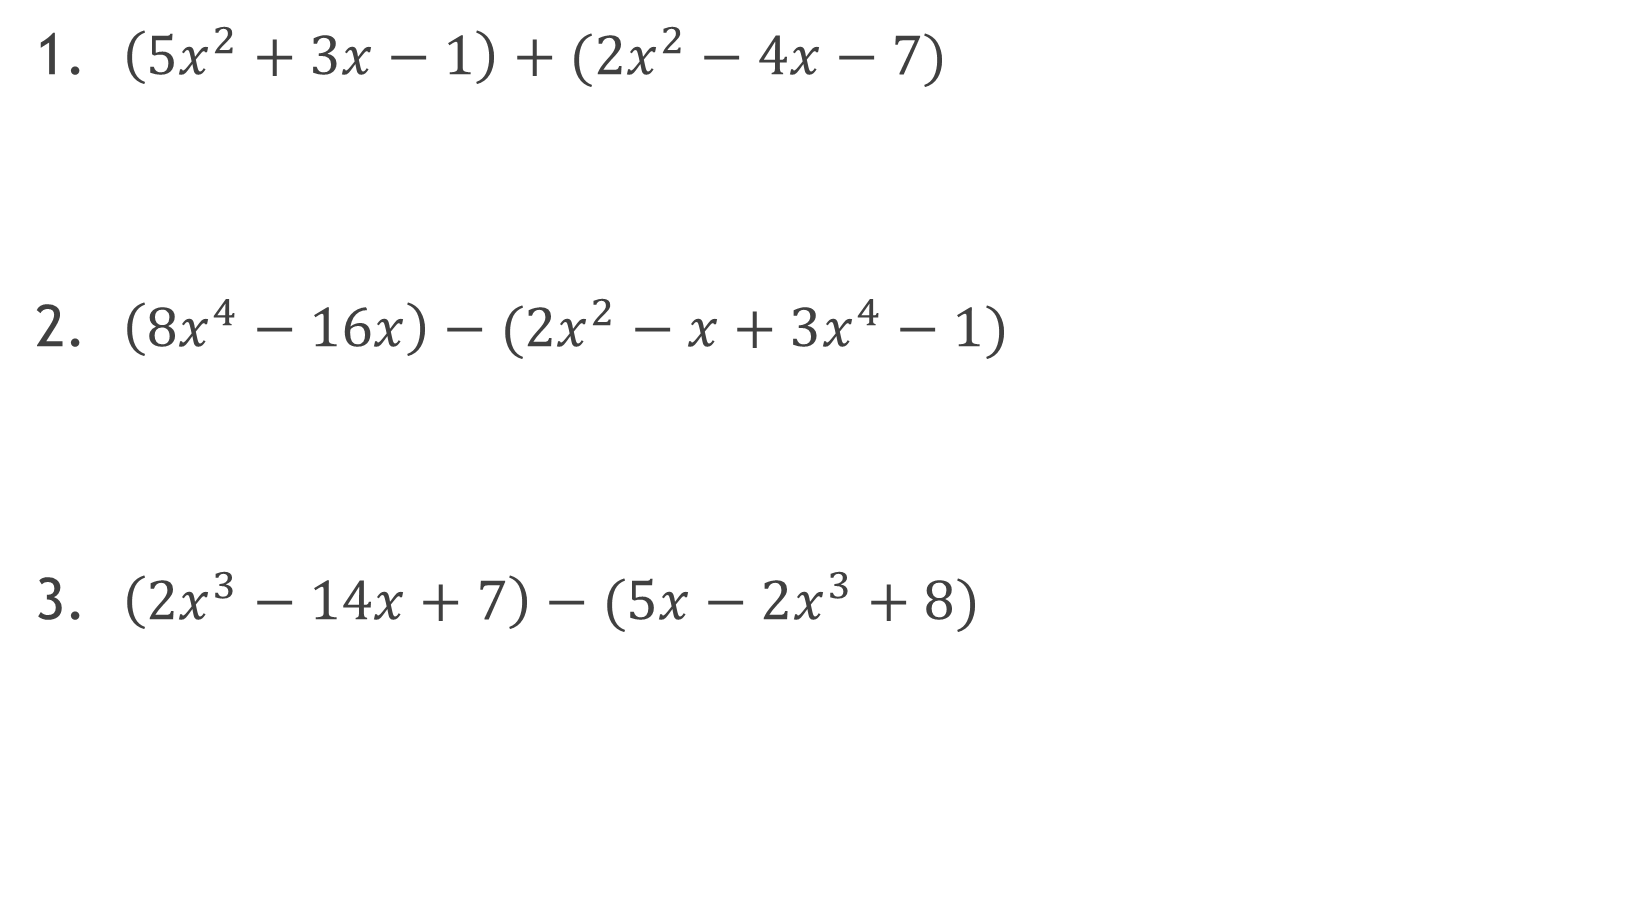 1. (5x² + 3x − 1) + (2x² − 4x − 7)
2. (8x⁴ − 16x) − (2x² − x + 3x⁴ − 1)
3. (2x³ − 14x + 7) − (5x − 2x³ + 8)